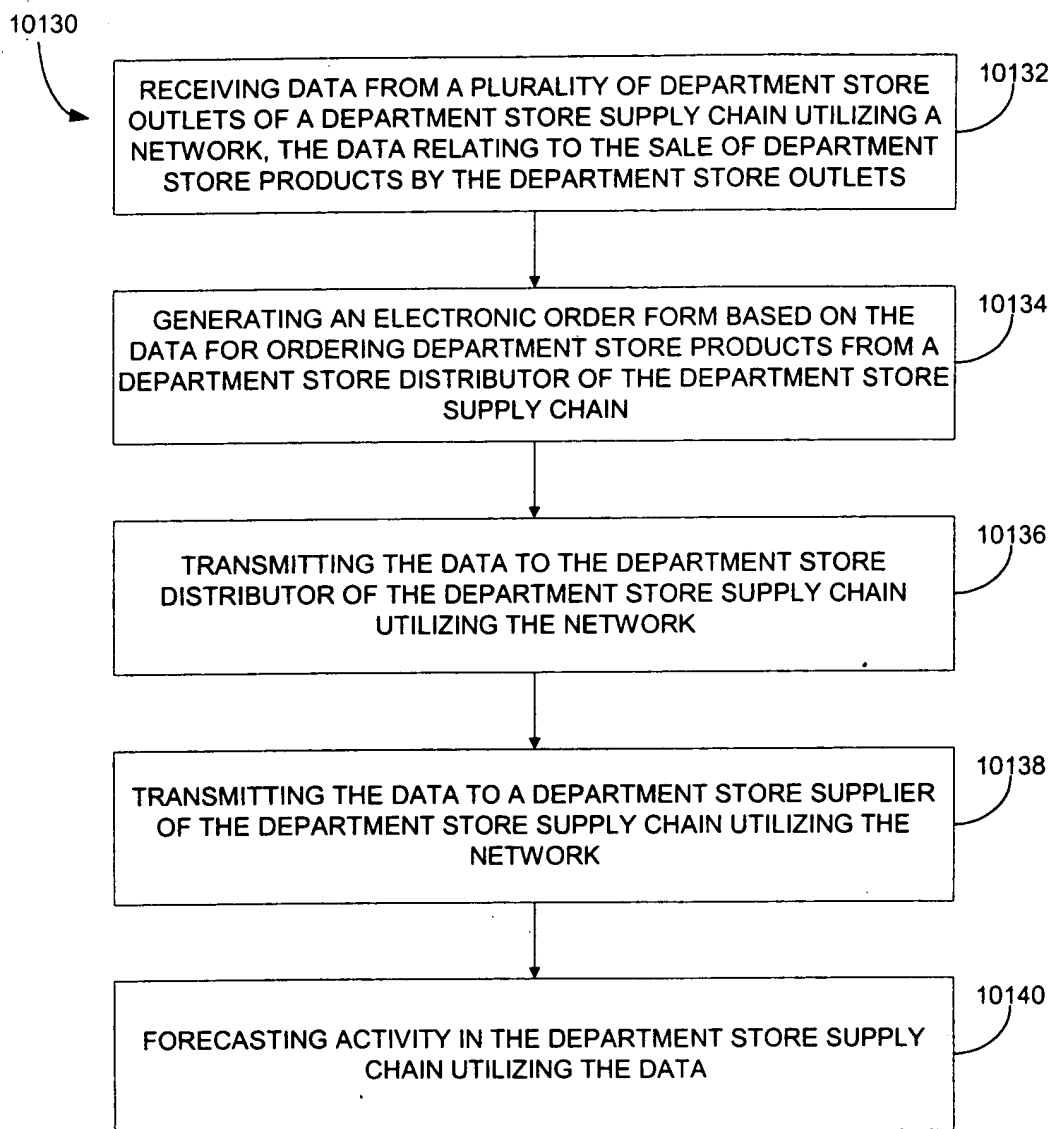 10130
RECEIVING DATA FROM A PLURALITY OF DEPARTMENT STORE
OUTLETS OF A DEPARTMENT STORE SUPPLY CHAIN UTILIZING A
NETWORK, THE DATA RELATING TO THE SALE OF DEPARTMENT
STORE PRODUCTS BY THE DEPARTMENT STORE OUTLETS
10132
GENERATING AN ELECTRONIC ORDER FORM BASED ON THE
DATA FOR ORDERING DEPARTMENT STORE PRODUCTS FROM A
DEPARTMENT STORE DISTRIBUTOR OF THE DEPARTMENT STORE
SUPPLY CHAIN
10134
TRANSMITTING THE DATA TO THE DEPARTMENT STORE
DISTRIBUTOR OF THE DEPARTMENT STORE SUPPLY CHAIN
UTILIZING THE NETWORK
10136
TRANSMITTING THE DATA TO A DEPARTMENT STORE SUPPLIER
OF THE DEPARTMENT STORE SUPPLY CHAIN UTILIZING THE
NETWORK
10138
FORECASTING ACTIVITY IN THE DEPARTMENT STORE SUPPLY
CHAIN UTILIZING THE DATA
10140